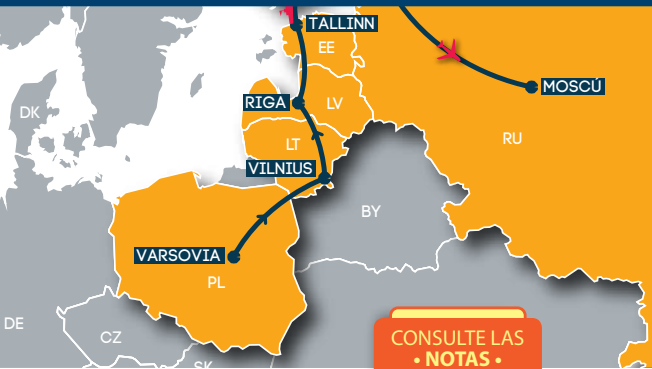 TALLINN
EE
MOSCÚ
RIGA
LV
DK
RU
LT
VILNIUS
BY
VARSOVIA
PL
DE
CZ
CONSULTE LAS
• NOTAS •
SK